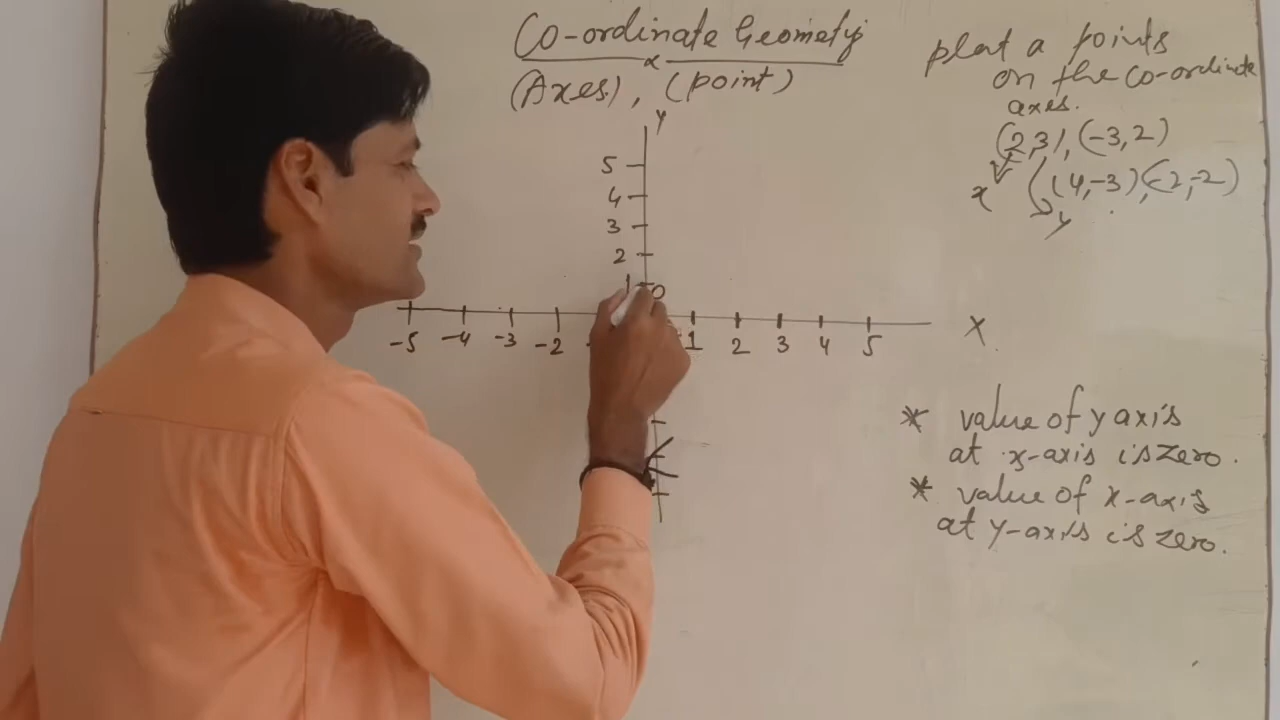 Co-ordinate Geometry
(Axes), (point)
plot a points
on the co-ordinate
axes.
(2,3), (-3,2)
(4,-3), (-2,-2)
x
y
Y
5
4
3
2
1
0
-5 -4 -3 -2 1 2 3 4 5
X
* value of y axis
at x-axis is zero.
* value of x-axis
at y-axis is zero.